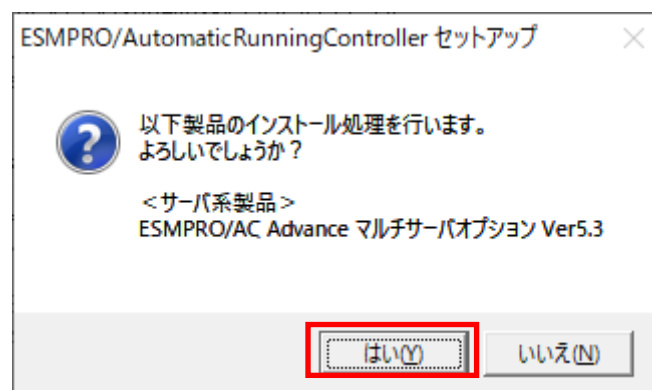 ESMPRO/AutomaticRunningController セットアップ
以下製品のインストール処理を行います。
よろしいでしょうか？
＜サーバ系製品＞
ESMPRO/AC Advance マルチサーバオプション Ver5.3
はい(Y)
いいえ(N)